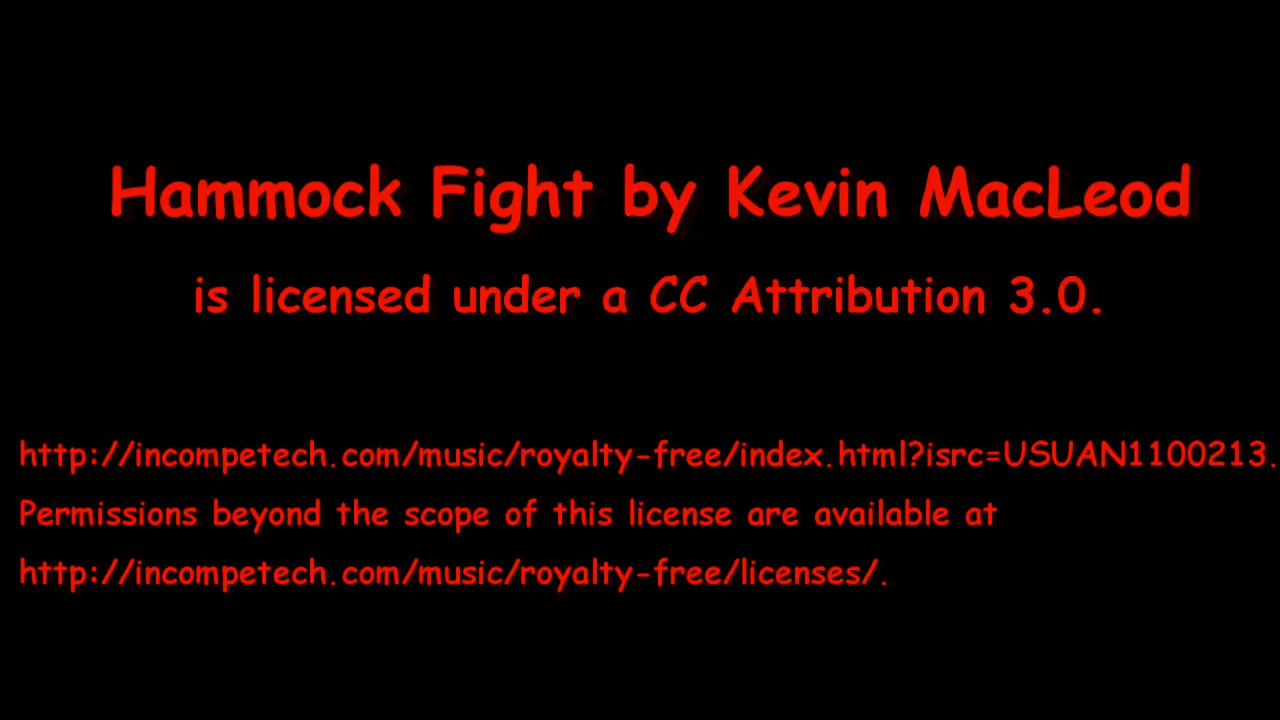 Hammock Fight by Kevin MacLeod
is licensed under a CC Attribution 3.0.
http://incompetech.com/music/royalty-free/index.html?isrc=USUAN1100213.
Permissions beyond the scope of this license are available at
http://incompetech.com/music/royalty-free/licenses/.